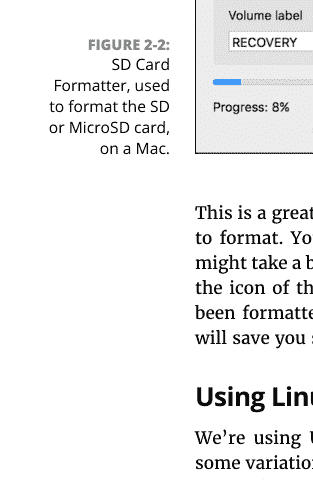 Volume label
RECOVERY
Progress: 8%
FIGURE 2-2:
SD Card
Formatter, used
to format the SD
or MicroSD card,
on a Mac.
This is a great
to format. Yo
might take a b
the icon of th
been formatte
will save you s
Using Linu
We’re using U
some variation